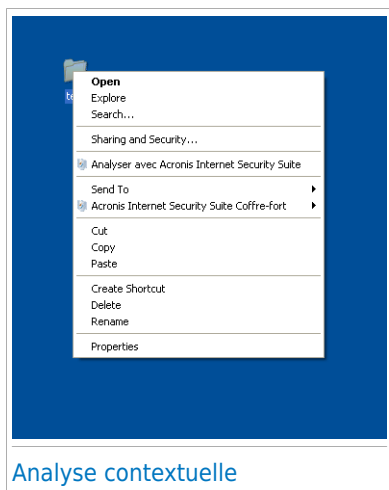 te
Open
Explore
Search...
Sharing and Security...
Analyser avec Acronis Internet Security Suite
Send To
Acronis Internet Security Suite Coffre-fort
Cut
Copy
Paste
Create Shortcut
Delete
Rename
Properties
Analyse contextuelle